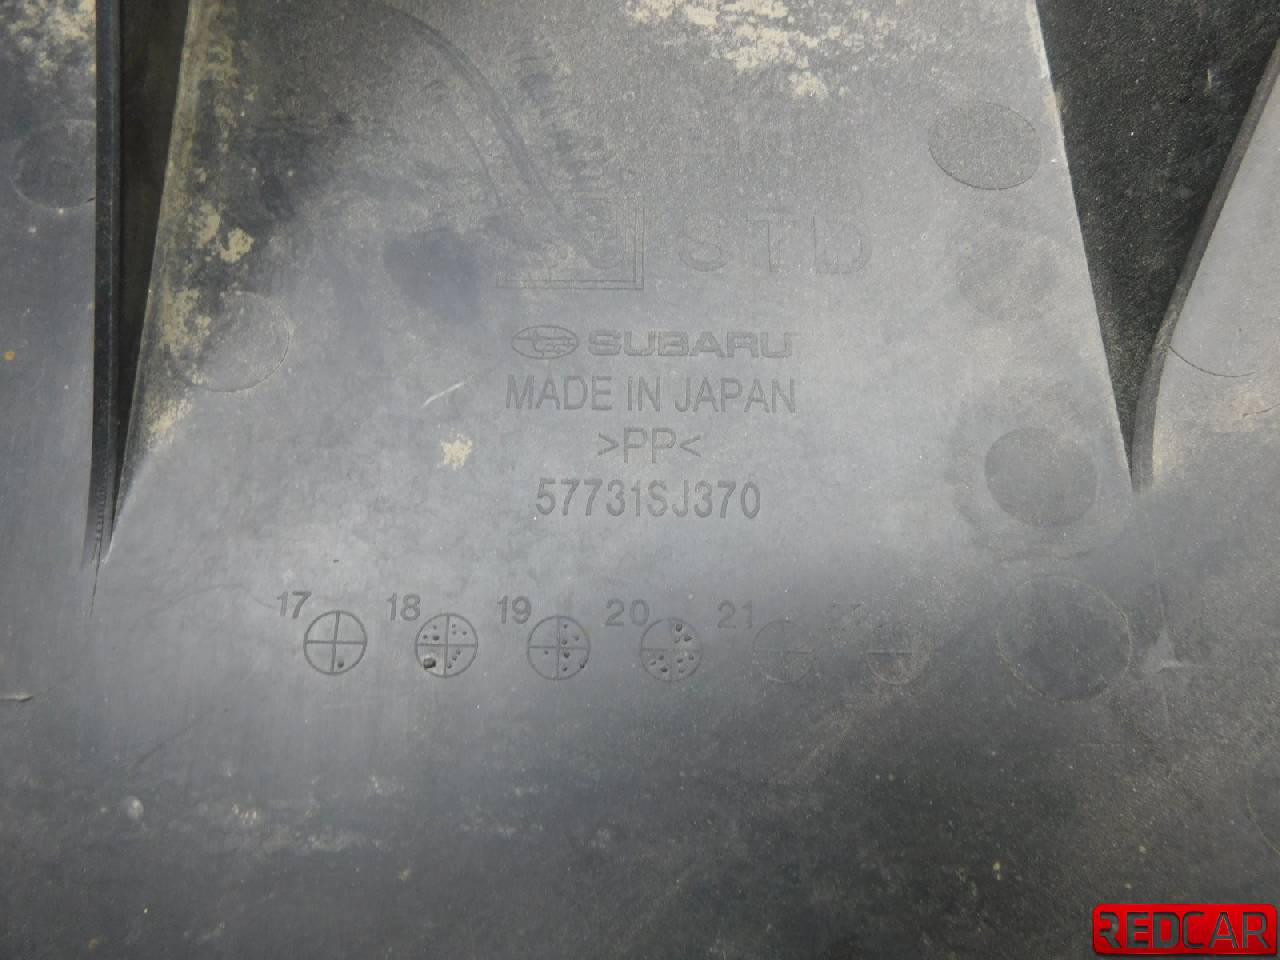 STD
SUBARU
MADE IN JAPAN
>PP<
57731SJ370
17 18 19 20 21
REDCAR